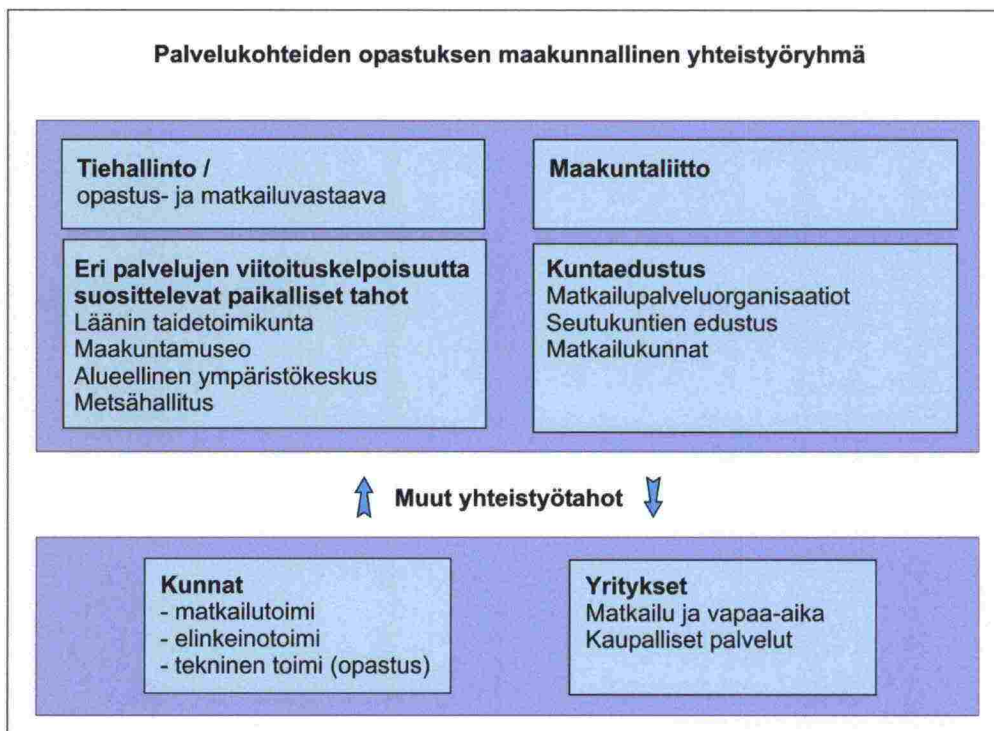 Palvelukohteiden opastuksen maakunnallinen yhteistyöryhmä
Tiehallinto /
opastus- ja matkailuvastaava
Maakuntaliitto
Eri palvelujen viitoituskelpoisuutta
suosittelevat paikalliset tahot
Läänin taidetoimikunta
Maakuntamuseo
Alueellinen ympäristökeskus
Metsähallitus
Kuntaedustus
Matkailupalveluorganisaatiot
Seutukuntien edustus
Matkailukunnat
Muut yhteistyötahot
Kunnat
- matkailutoimi
- elinkeinotoimi
- tekninen toimi (opastus)
Yritykset
Matkailu ja vapaa-aika
Kaupalliset palvelut